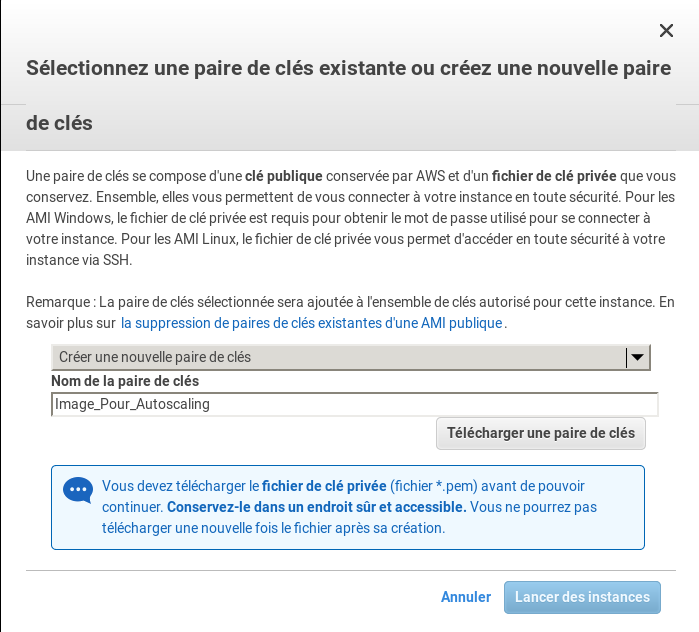 Sélectionnez une paire de clés existante ou créez une nouvelle paire
de clés
Une paire de clés se compose d'une clé publique conservée par AWS et d'un fichier de clé privée que vous
conservez. Ensemble, elles vous permettent de vous connecter à votre instance en toute sécurité. Pour les
AMI Windows, le fichier de clé privée est requis pour obtenir le mot de passe utilisé pour se connecter à
votre instance. Pour les AMI Linux, le fichier de clé privée vous permet d'accéder en toute sécurité à votre
instance via SSH.
Remarque : La paire de clés sélectionnée sera ajoutée à l'ensemble de clés autorisé pour cette instance. En
savoir plus sur la suppression de paires de clés existantes d'une AMI publique.
Créer une nouvelle paire de clés
Nom de la paire de clés
Image_Pour_Autoscaling
Télécharger une paire de clés
Vous devez télécharger le fichier de clé privée (fichier *.pem) avant de pouvoir
continuer. Conservez-le dans un endroit sûr et accessible. Vous ne pourrez pas
télécharger une nouvelle fois le fichier après sa création.
Annuler
Lancer des instances